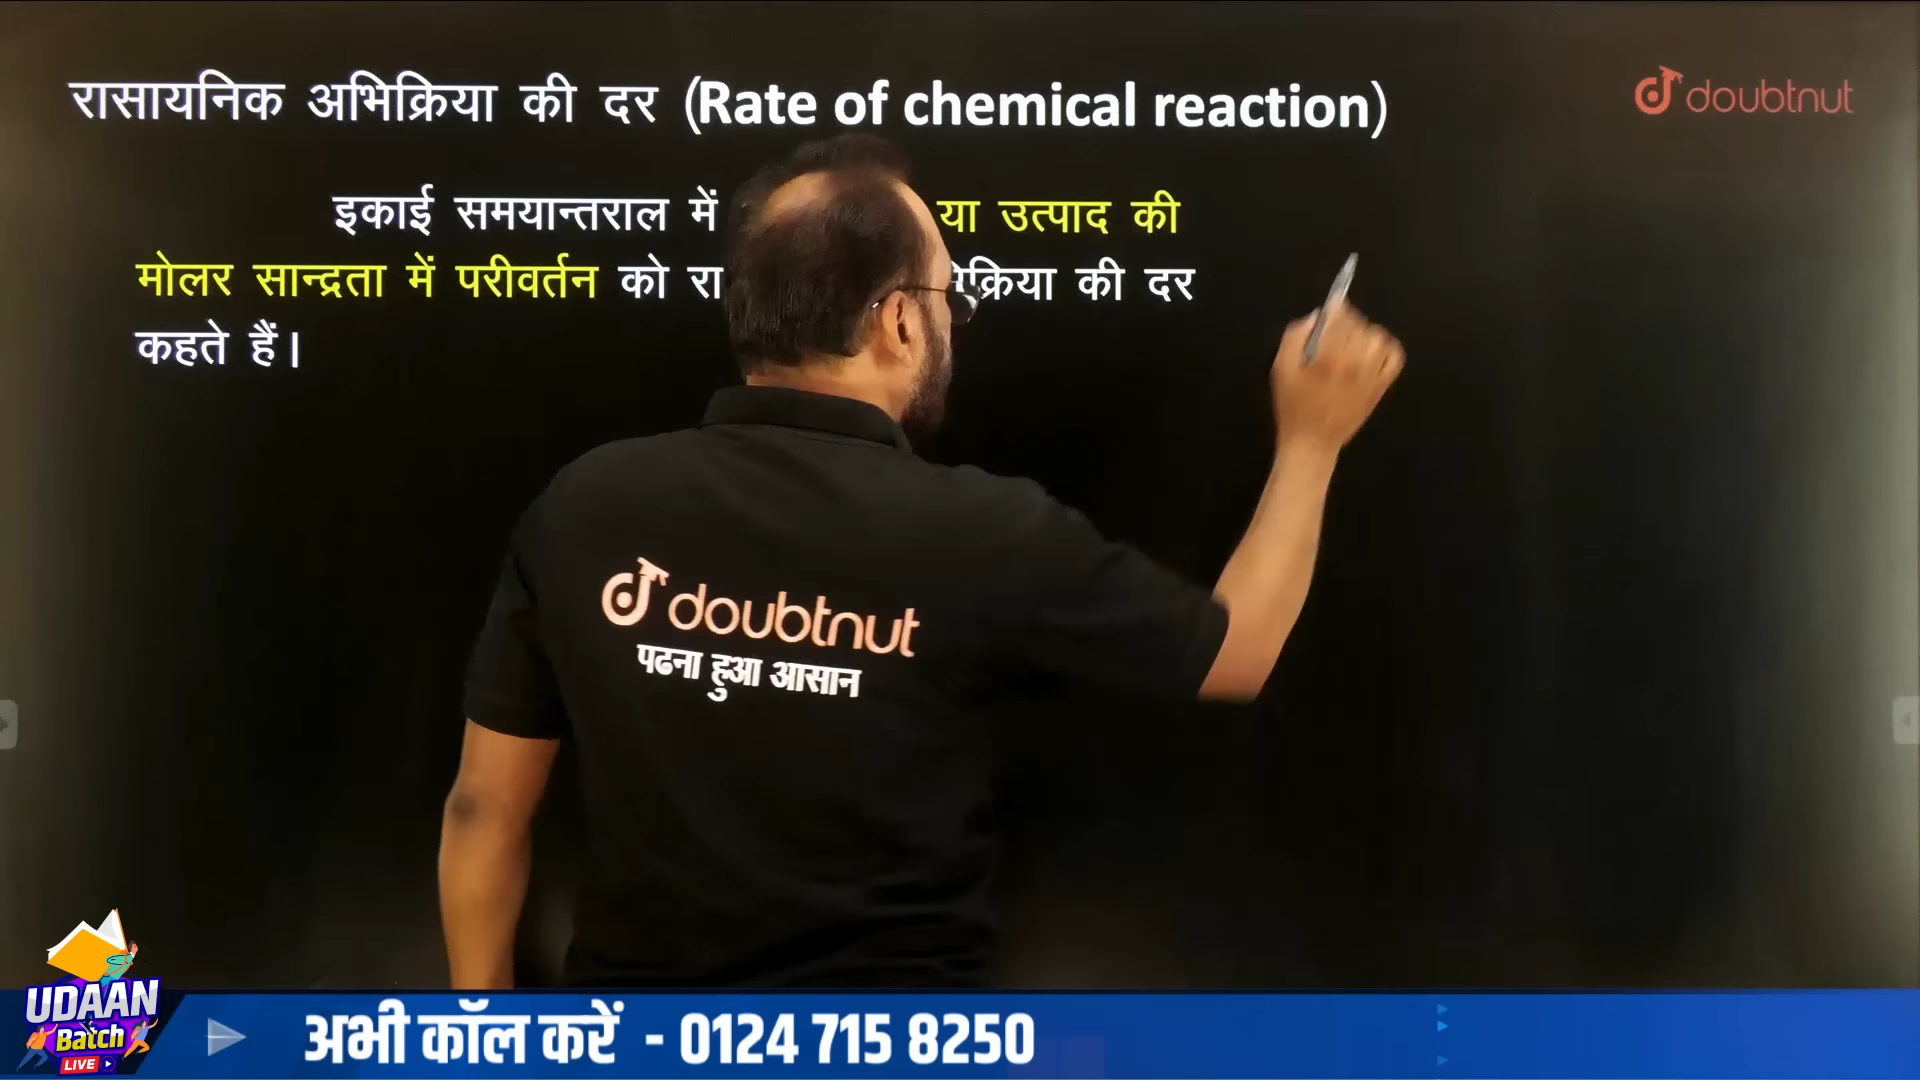 रासायनिक अभिक्रिया की दर (Rate of chemical reaction)
doubtnut
इकाई समयान्तराल में या उत्पाद की
मोलर सान्द्रता में परीवर्तन को की दर
कहते हैं।
doubtnut
पढना हुआ आसान
UDAAN
Batch
LIVE
अभी कॉल करें - 0124 715 8250